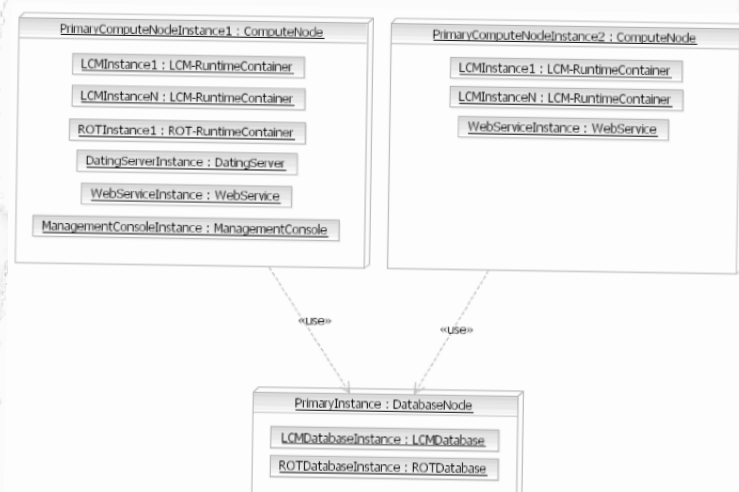 PrimaryComputeNodeInstance1 : ComputeNode
LCMInstance1 : LCM-RuntimeContainer
LCMInstanceN : LCM-RuntimeContainer
ROTInstance1 : ROT-RuntimeContainer
DatingServerInstance : DatingServer
WebServiceInstance : WebService
ManagementConsoleInstance : ManagementConsole
PrimaryComputeNodeInstance2 : ComputeNode
LCMInstance1 : LCM-RuntimeContainer
LCMInstanceN : LCM-RuntimeContainer
WebServiceInstance : WebService
«use»
«use»
PrimaryInstance : DatabaseNode
LCMDatabaseInstance : LCMDatabase
ROTDatabaseInstance : ROTDatabase